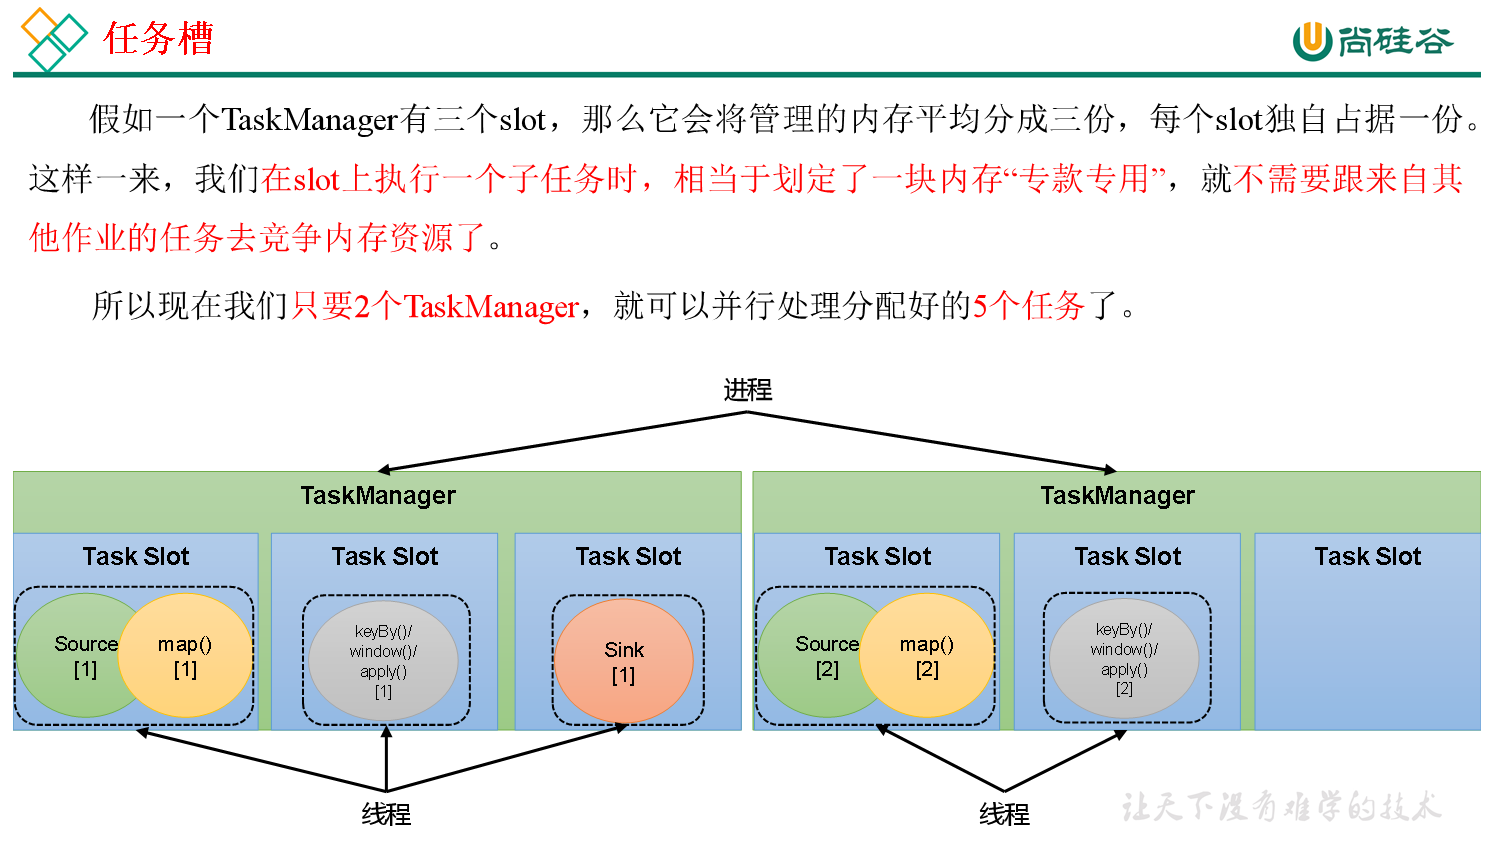 任务槽
尚硅谷
假如一个TaskManager有三个slot，那么它会将管理的内存平均分成三份，每个slot独自占据一份。
这样一来，我们在slot上执行一个子任务时，相当于划定了一块内存“专款专用”，就不需要跟来自其
他作业的任务去竞争内存资源了。
所以现在我们只要2个TaskManager，就可以并行处理分配好的5个任务了。
进程
TaskManager
TaskManager
Task Slot
Task Slot
Task Slot
Task Slot
Task Slot
Task Slot
Source
[1]
map()
[1]
keyBy()/
window()/
apply()
[1]
Sink
[1]
Source
[2]
map()
[2]
keyBy()/
window()/
apply()
[2]
线程
线程
让天下没有难学的技术